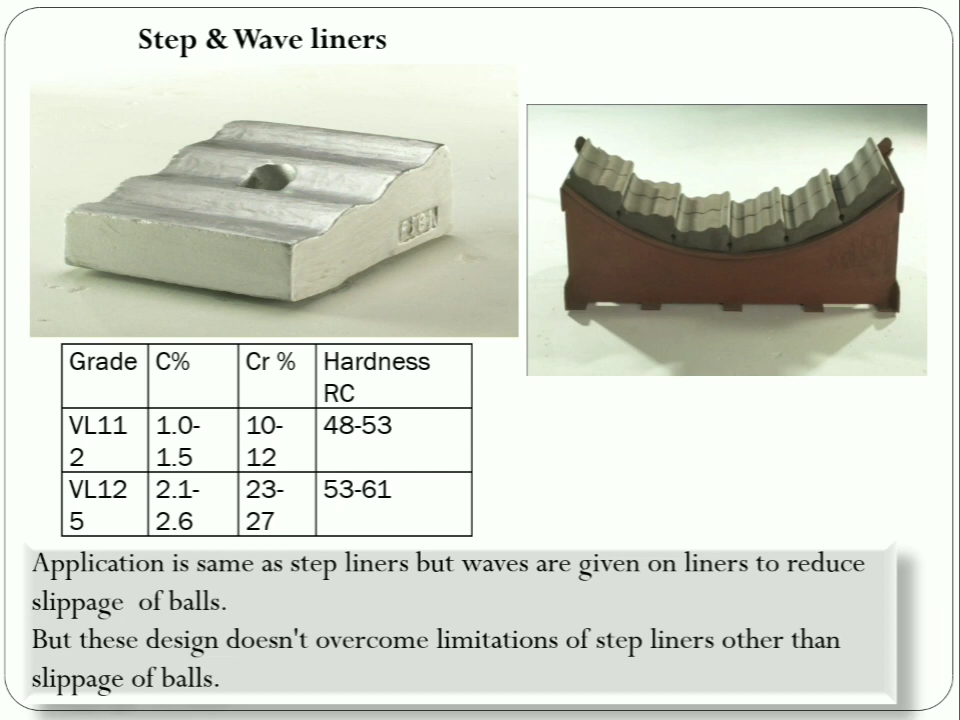 Step & Wave liners
Grade C% Cr % Hardness
RC
VL11 1.0- 10- 48-53
2 1.5 12
VL12 2.1- 23- 53-61
5 2.6 27
Application is same as step liners but waves are given on liners to reduce
slippage of balls.
But these design doesn't overcome limitations of step liners other than
slippage of balls.